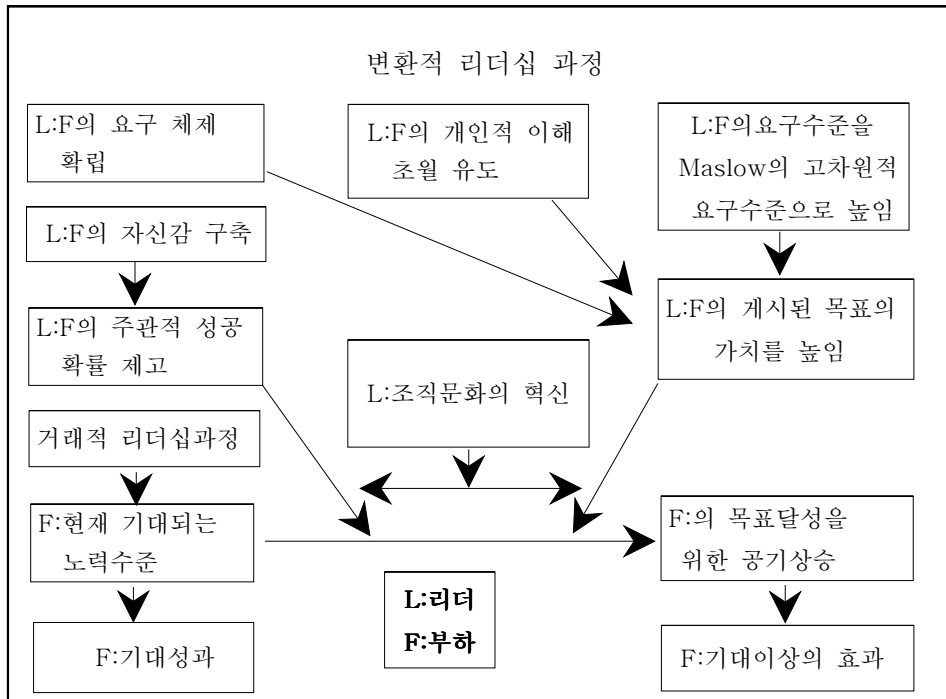 변환적 리더십 과정
L:F의 요구 체제
확립
L:F의 개인적 이해
초월 유도
L:F의요구수준을
Maslow의 고차원적
요구수준으로 높임
L:F의 자신감 구축
L:F의 주관적 성공
확률 제고
L:F의 게시된 목표의
가치를 높임
L:조직문화의 혁신
거래적 리더십과정
F:현재 기대되는
노력수준
F:의 목표달성을
위한 공기상승
L:리더
F:부하
F:기대성과
F:기대이상의 효과